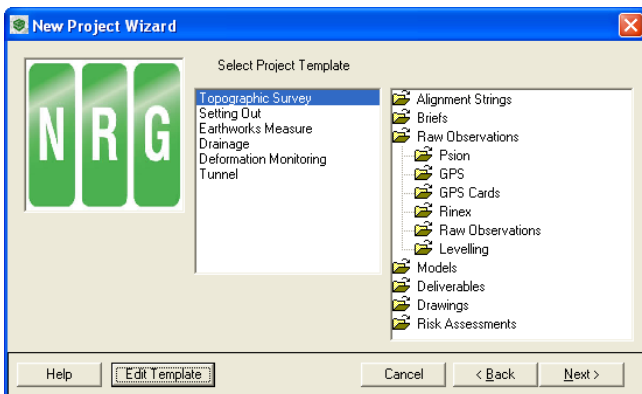 New Project Wizard
NRG
Select Project Template
Topographic Survey
Setting Out
Earthworks Measure
Drainage
Deformation Monitoring
Tunnel
Alignment Strings
Briefs
Raw Observations
Psion
GPS
GPS Cards
Rinex
Raw Observations
Levelling
Models
Deliverables
Drawings
Risk Assessments
Help
Edit Template
Cancel
< Back
Next >